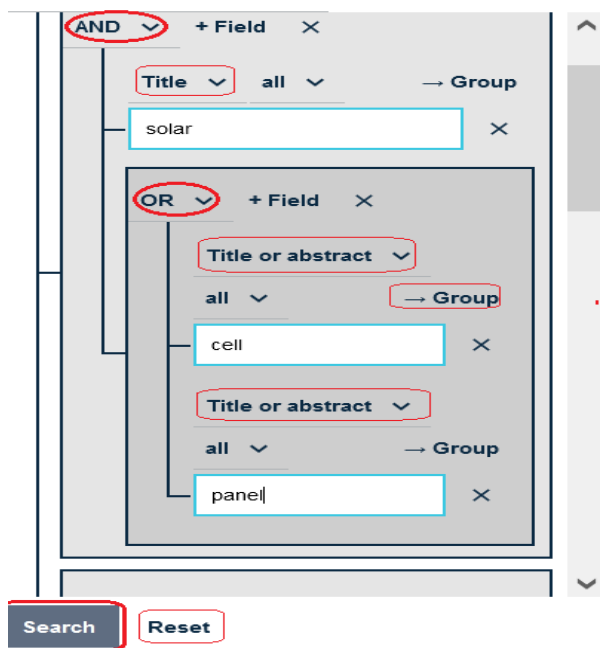 AND + Field ×
Title all → Group
solar ×
OR + Field ×
Title or abstract
all → Group
cell ×
Title or abstract
all → Group
panel ×
Search Reset